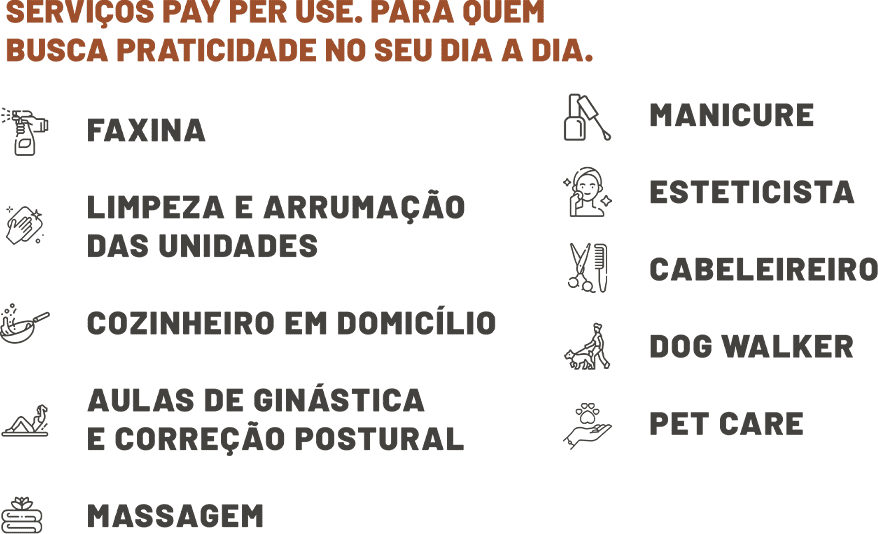 SERVIÇOS PAY PER USE. PARA QUEM
BUSCA PRATICIDADE NO SEU DIA A DIA.
FAXINA
LIMPEZA E ARRUMAÇÃO
DAS UNIDADES
COZINHEIRO EM DOMICÍLIO
AULAS DE GINÁSTICA
E CORREÇÃO POSTURAL
MASSAGEM
MANICURE
ESTETICISTA
CABELEIREIRO
DOG WALKER
PET CARE